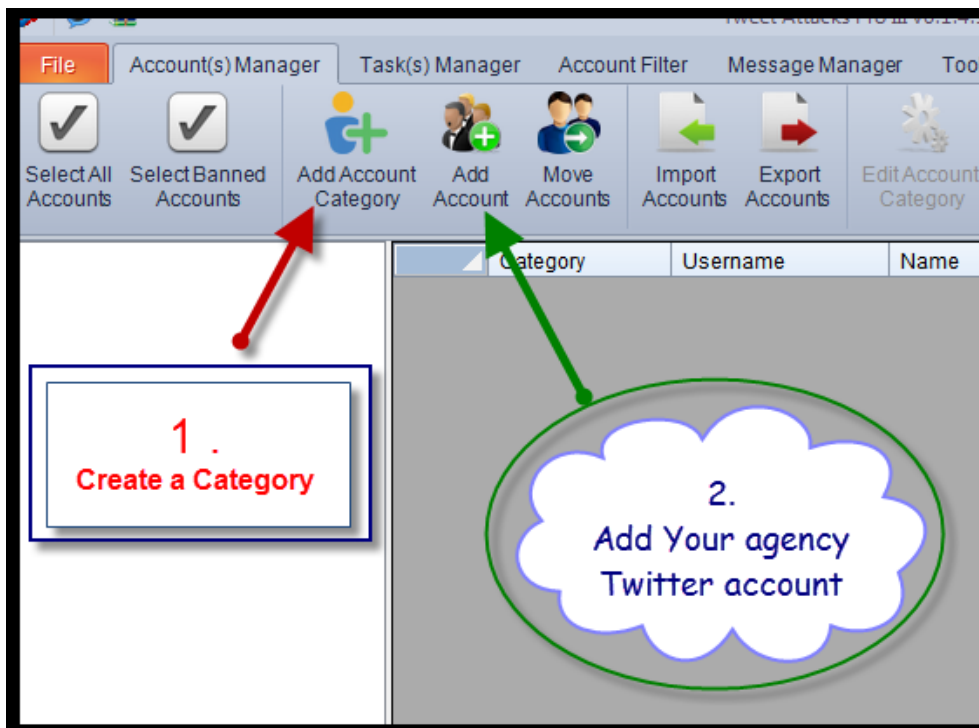 File
Account(s) Manager
Task(s) Manager
Account Filter
Message Manager
Select All
Accounts
Select Banned
Accounts
Add Account
Category
Add
Account
Move
Accounts
Import
Accounts
Export
Accounts
Edit Account
Category
Category
Username
Name
1 .
Create a Category
2.
Add Your agency
Twitter account